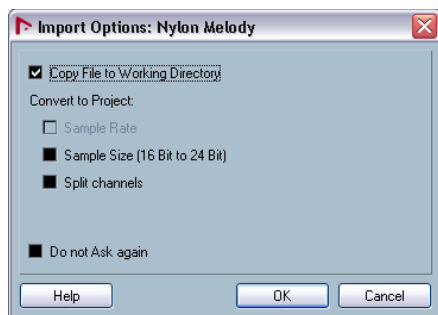 Import Options: Nylon Melody
Copy File to Working Directory
Convert to Project:
Sample Rate
Sample Size (16 Bit to 24 Bit)
Split channels
Do not Ask again
Help OK Cancel